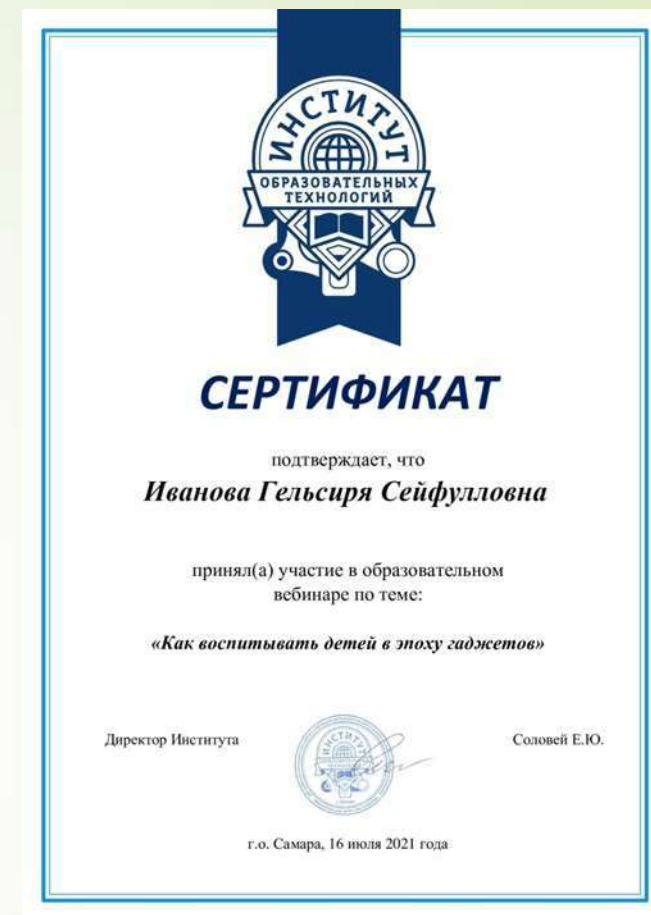 ИНСТИТУТ
ОБРАЗОВАТЕЛЬНЫХ
ТЕХНОЛОГИЙ
СЕРТИФИКАТ
подтверждает, что
Иванова Гельсиря Сейфулловна
принял(а) участие в образовательном
вебинаре по теме:
«Как воспитывать детей в эпоху гаджетов»
Директор Института
ИНСТИТУТ
Соловей Е.Ю.
г.о. Самара, 16 июля 2021 года